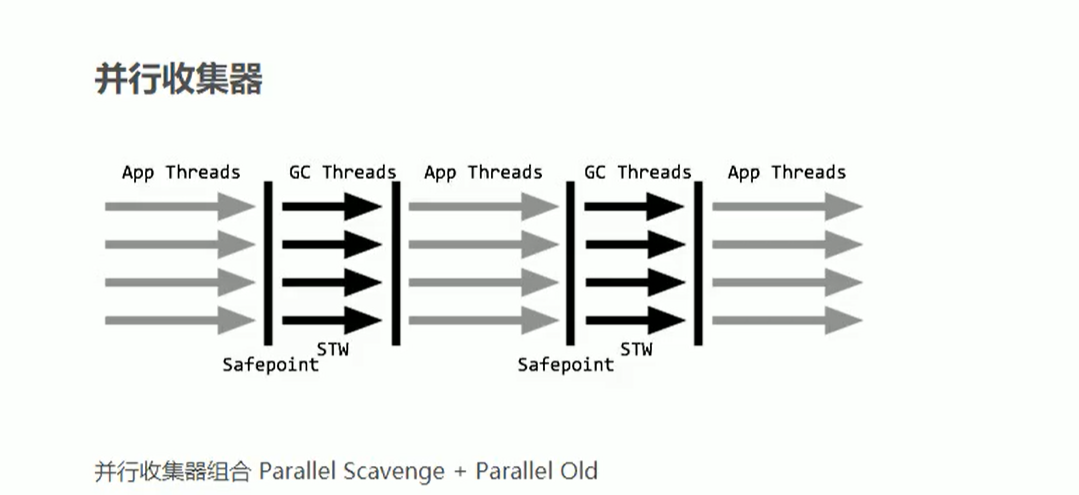 并行收集器
App Threads GC Threads App Threads GC Threads App Threads
STW STW
Safepoint Safepoint
并行收集器组合 Parallel Scavenge + Parallel Old